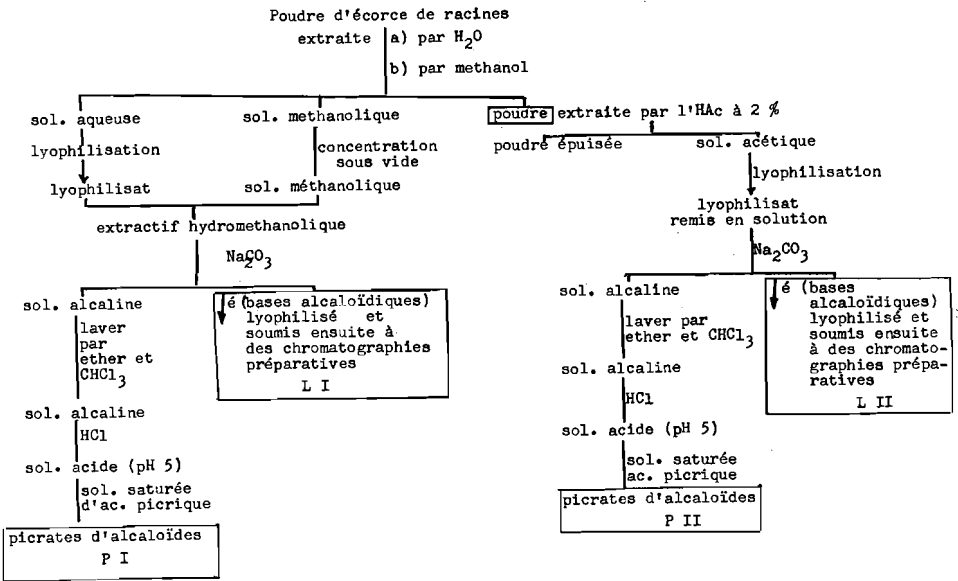 Poudre d'écorce de racines
extraite a) par H2O
b) par methanol
sol. aqueuse
sol. methanolique
poudre extraite par l'HAc à 2 %
lyophilisation
concentration
sous vide
poudre épuisée
sol. acétique
lyophilisat
sol. méthanolique
lyophilisation
lyophilisat
remis en solution
extractif hydromethanolique
Na2CO3
Na2CO3
sol. alcaline
é (bases alcaloïdiques)
lyophilisé et
soumis ensuite à
des chromatographies
préparatives
L I
laver
par
ether et
CHCl3
sol. alcaline
HCl
sol. acide (pH 5)
sol. saturée
d'ac. picrique
picrates d'alcaloïdes
P I
sol. alcaline
é (bases
alcaloïdiques)
lyophilisé et
soumis ensuite
à des chromato-
graphies prépa-
ratives
L II
laver par
ether et CHCl3
sol. alcaline
HCl
sol. acide (pH 5)
sol. saturée
ac. picrique
picrates d'alcaloïdes
P II